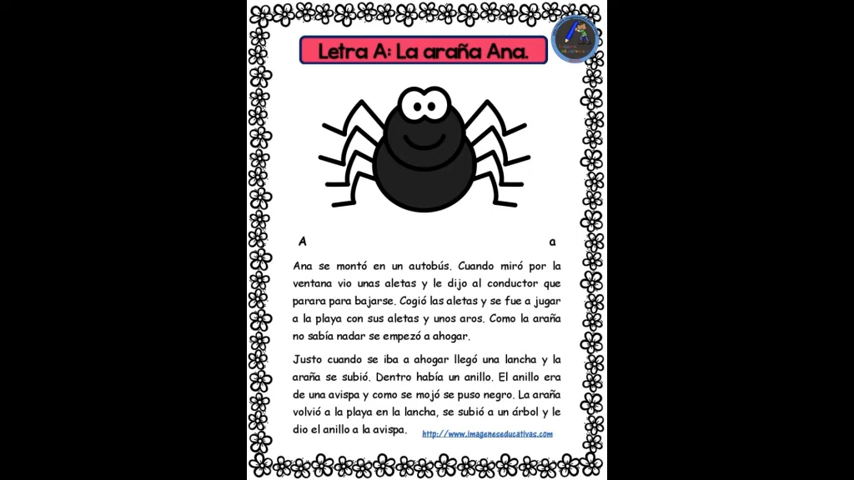 Letra A: La araña Ana.
A a
Ana se montó en un autobús. Cuando miró por la
ventana vio unas aletas y le dijo al conductor que
parara para bajarse. Cogió las aletas y se fue a jugar
a la playa con sus aletas y unos aros. Como la araña
no sabía nadar se empezó a ahogar.
Justo cuando se iba a ahogar llegó una lancha y la
araña se subió. Dentro había un anillo. El anillo era
de una avispa y como se mojó se puso negro. La araña
volvió a la playa en la lancha, se subió a un árbol y le
dio el anillo a la avispa.
http://www.imageneseducativas.com